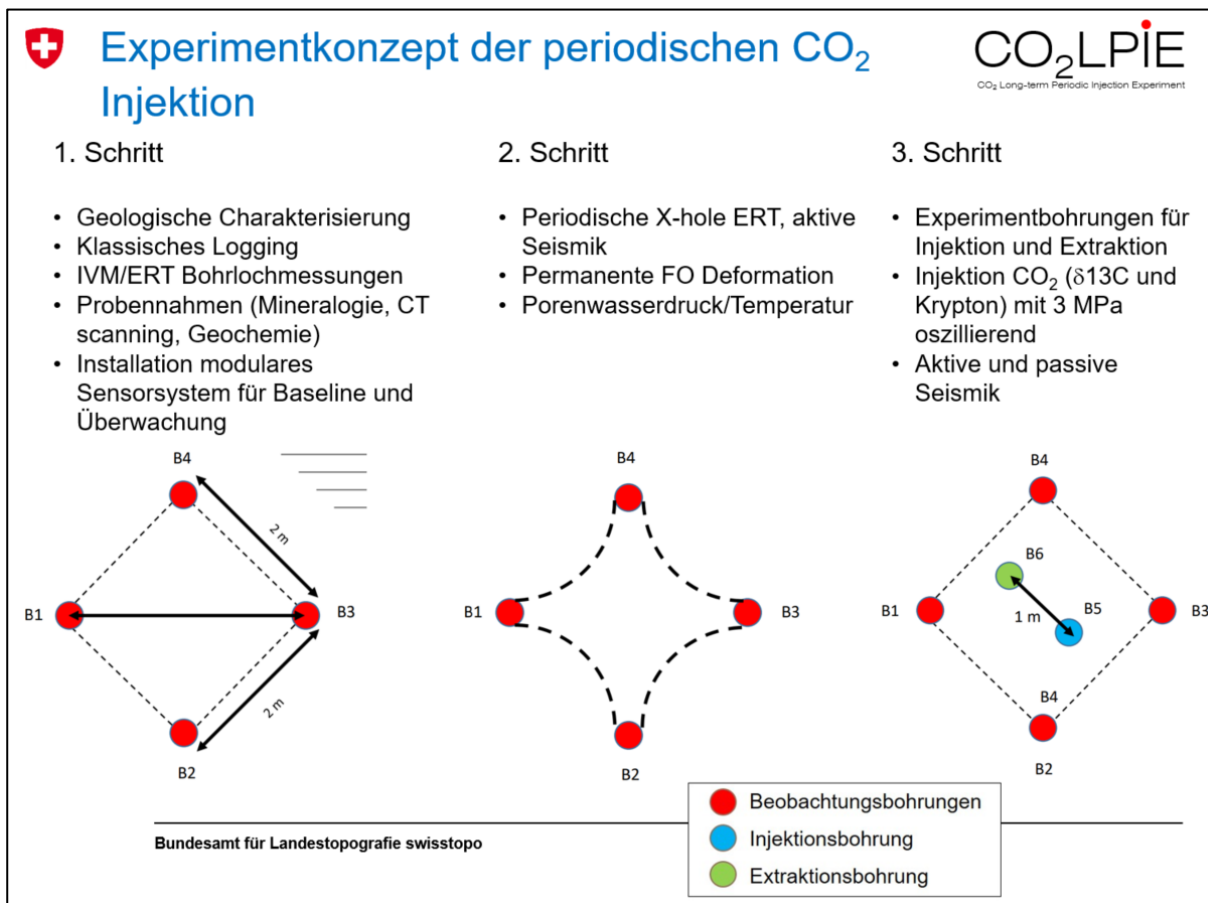 Experimentkonzept der periodischen CO₂
Injektion
CO₂LPiE
CO₂ Long-term Periodic Injection Experiment
1. Schritt
• Geologische Charakterisierung
• Klassisches Logging
• IVM/ERT Bohrlochmessungen
• Probennahmen (Mineralogie, CT
scanning, Geochemie)
• Installation modulares
Sensorsystem für Baseline und
Überwachung
2. Schritt
• Periodische X-hole ERT, aktive
Seismik
• Permanente FO Deformation
• Porenwasserdruck/Temperatur
3. Schritt
• Experimentbohrungen für
Injektion und Extraktion
• Injektion CO₂ (δ13C und
Krypton) mit 3 MPa
oszillierend
• Aktive und passive
Seismik
B4
2 m
B1
B3
2 m
B2
B4
B1
B3
B2
B4
B6
B1
B5
B3
1 m
B4
B2
Beobachtungsbohrungen
Injektionsbohrung
Extraktionsbohrung
Bundesamt für Landestopografie swisstopo